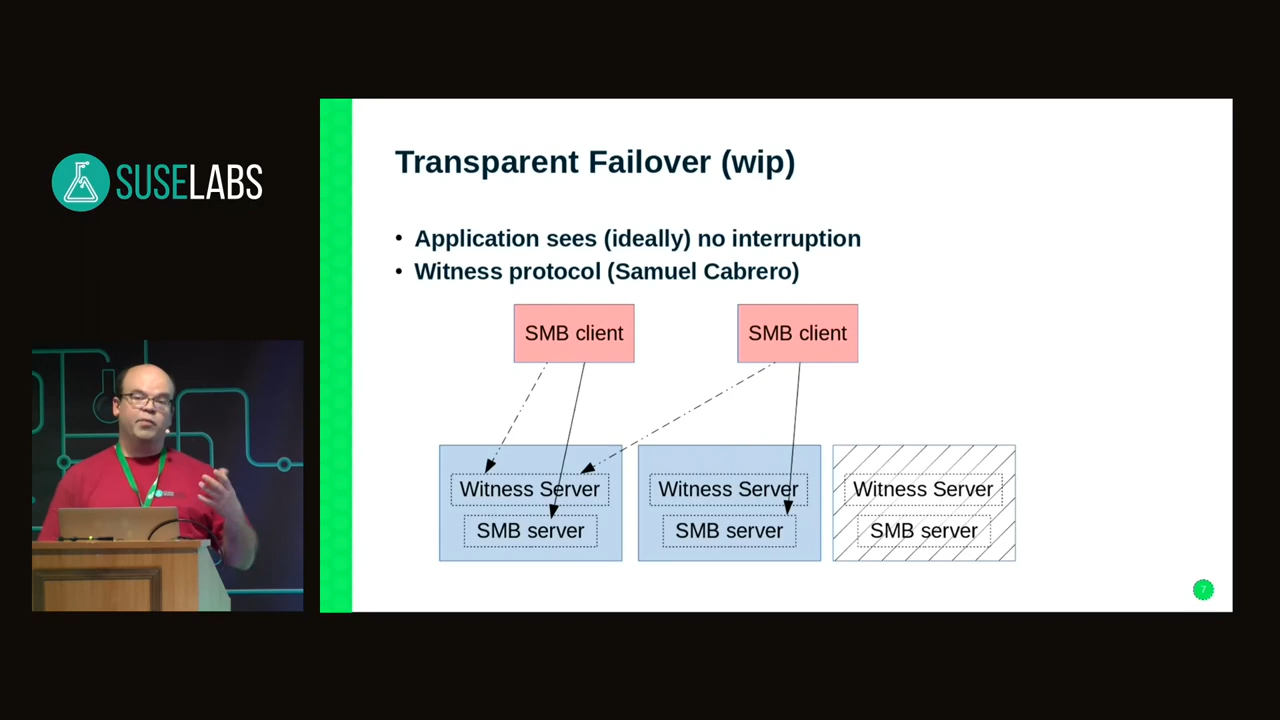 SUSELABS
Transparent Failover (wip)
• Application sees (ideally) no interruption
• Witness protocol (Samuel Cabrero)
SMB client
SMB client
Witness Server
SMB server
Witness Server
SMB server
Witness Server
SMB server
7